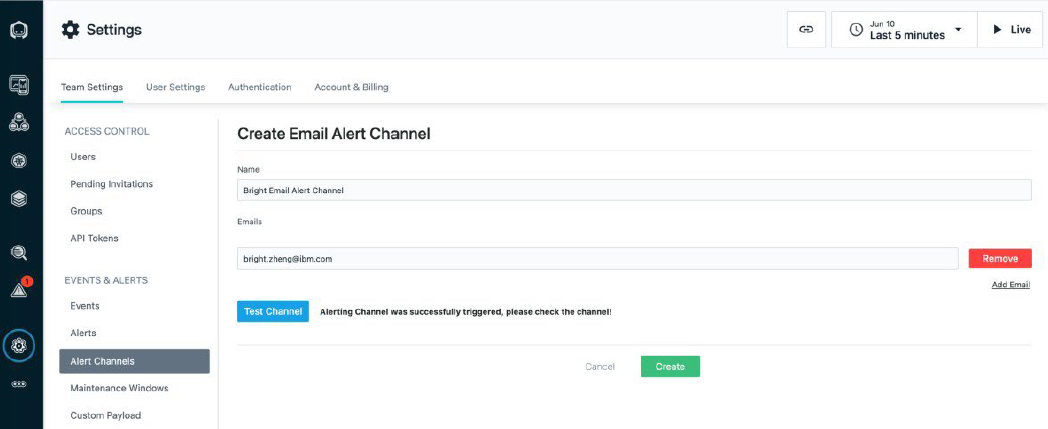 Settings
Jun 10
Last 5 minutes
Live
Team Settings
User Settings
Authentication
Account & Billing
ACCESS CONTROL
Users
Pending Invitations
Groups
API Tokens
EVENTS & ALERTS
1
Events
Alerts
Alert Channels
Maintenance Windows
Custom Payload
Create Email Alert Channel
Name
Bright Email Alert Channel
Emails
bright.zheng@ibm.com
Remove
Add Email
Test Channel
Alerting Channel was successfully triggered, please check the channel!
Cancel
Create